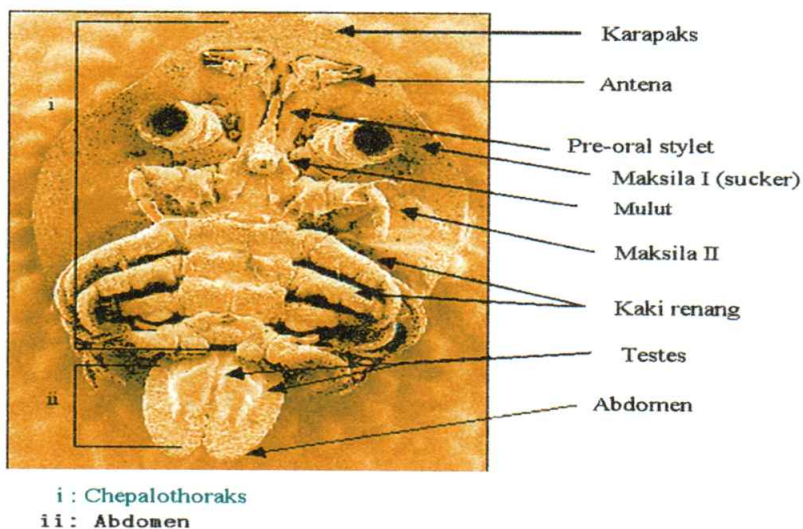 Karapaks
Antena
i
Pre-oral stylet
Maksila I (sucker)
Mulut
Maksila II
Kaki renang
Testes
ii
Abdomen
i : Chepalothoraks
ii: Abdomen